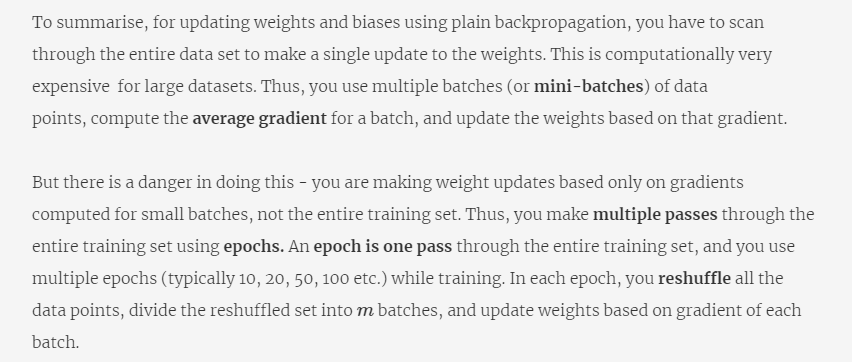 To summarise, for updating weights and biases using plain backpropagation, you have to scan
through the entire data set to make a single update to the weights. This is computationally very
expensive  for large datasets. Thus, you use multiple batches (or mini-batches) of data
points, compute the average gradient for a batch, and update the weights based on that gradient.
But there is a danger in doing this - you are making weight updates based only on gradients
computed for small batches, not the entire training set. Thus, you make multiple passes through the
entire training set using epochs. An epoch is one pass through the entire training set, and you use
multiple epochs (typically 10, 20, 50, 100 etc.) while training. In each epoch, you reshuffle all the
data points, divide the reshuffled set into m batches, and update weights based on gradient of each
batch.